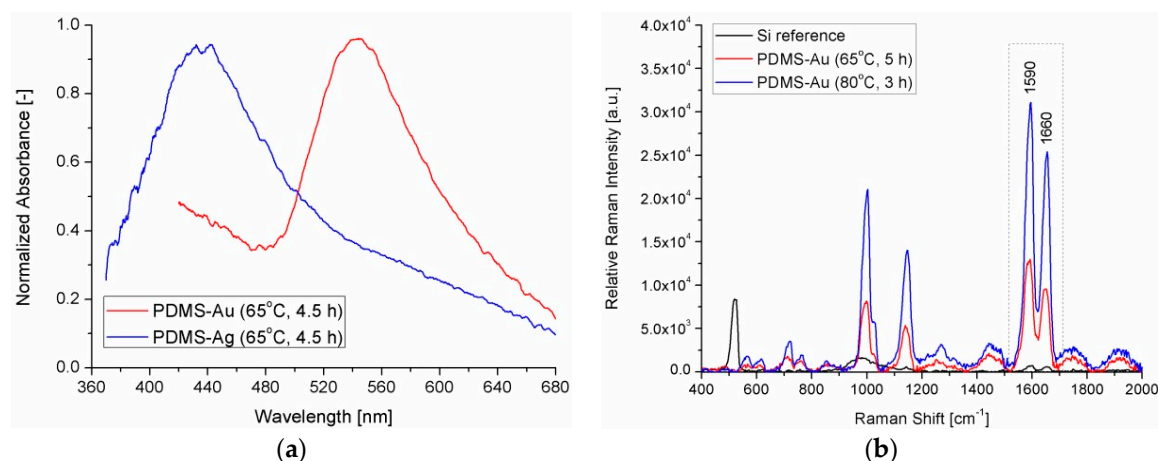 Normalized Absorbance [-]
1.0
0.8
0.6
0.4
0.2
0.0
PDMS-Au (65°C, 4.5 h)
PDMS-Ag (65°C, 4.5 h)
360 400 440 480 520 560 600 640 680
Wavelength [nm]
(a)
Relative Raman Intensity [a.u.]
4.0x10⁴
3.5x10⁴
3.0x10⁴
2.5x10⁴
2.0x10⁴
1.5x10⁴
1.0x10⁴
5.0x10³
0.0
Si reference
PDMS-Au (65°C, 5 h)
PDMS-Au (80°C, 3 h)
1590
1660
400 600 800 1000 1200 1400 1600 1800 2000
Raman Shift [cm⁻¹]
(b)